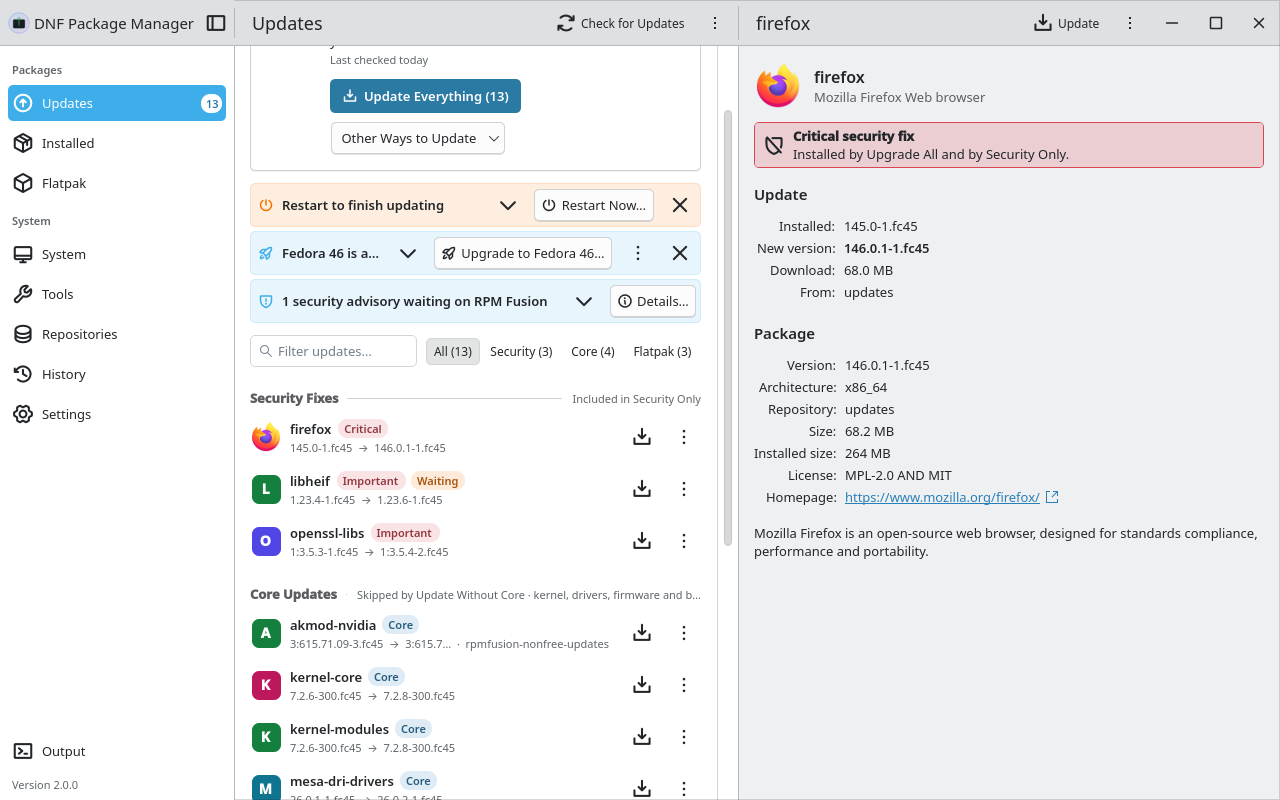 DNF Package Manager
Updates
Check for Updates
firefox
Update
Packages
Updates
13
Installed
Flatpak
System
System
Tools
Repositories
History
Settings
Output
Version 2.0.0
Last checked today
Update Everything (13)
Other Ways to Update
Restart to finish updating
Restart Now...
Fedora 46 is a...
Upgrade to Fedora 46...
1 security advisory waiting on RPM Fusion
Details...
Filter updates...
All (13)
Security (3)
Core (4)
Flatpak (3)
Security Fixes
Included in Security Only
firefox Critical
145.0-1.fc45 → 146.0.1-1.fc45
L
libheif Important Waiting
1.23.4-1.fc45 → 1.23.6-1.fc45
O
openssl-libs Important
1:3.5.3-1.fc45 → 1:3.5.4-2.fc45
Core Updates
Skipped by Update Without Core · kernel, drivers, firmware and b...
A
akmod-nvidia Core
3:615.71.09-3.fc45 → 3:615.7... · rpmfusion-nonfree-updates
K
kernel-core Core
7.2.6-300.fc45 → 7.2.8-300.fc45
K
kernel-modules Core
7.2.6-300.fc45 → 7.2.8-300.fc45
M
mesa-dri-drivers Core
firefox
Mozilla Firefox Web browser
Critical security fix
Installed by Upgrade All and by Security Only.
Update
Installed: 145.0-1.fc45
New version: 146.0.1-1.fc45
Download: 68.0 MB
From: updates
Package
Version: 146.0.1-1.fc45
Architecture: x86_64
Repository: updates
Size: 68.2 MB
Installed size: 264 MB
License: MPL-2.0 AND MIT
Homepage: https://www.mozilla.org/firefox/
Mozilla Firefox is an open-source web browser, designed for standards compliance,
performance and portability.